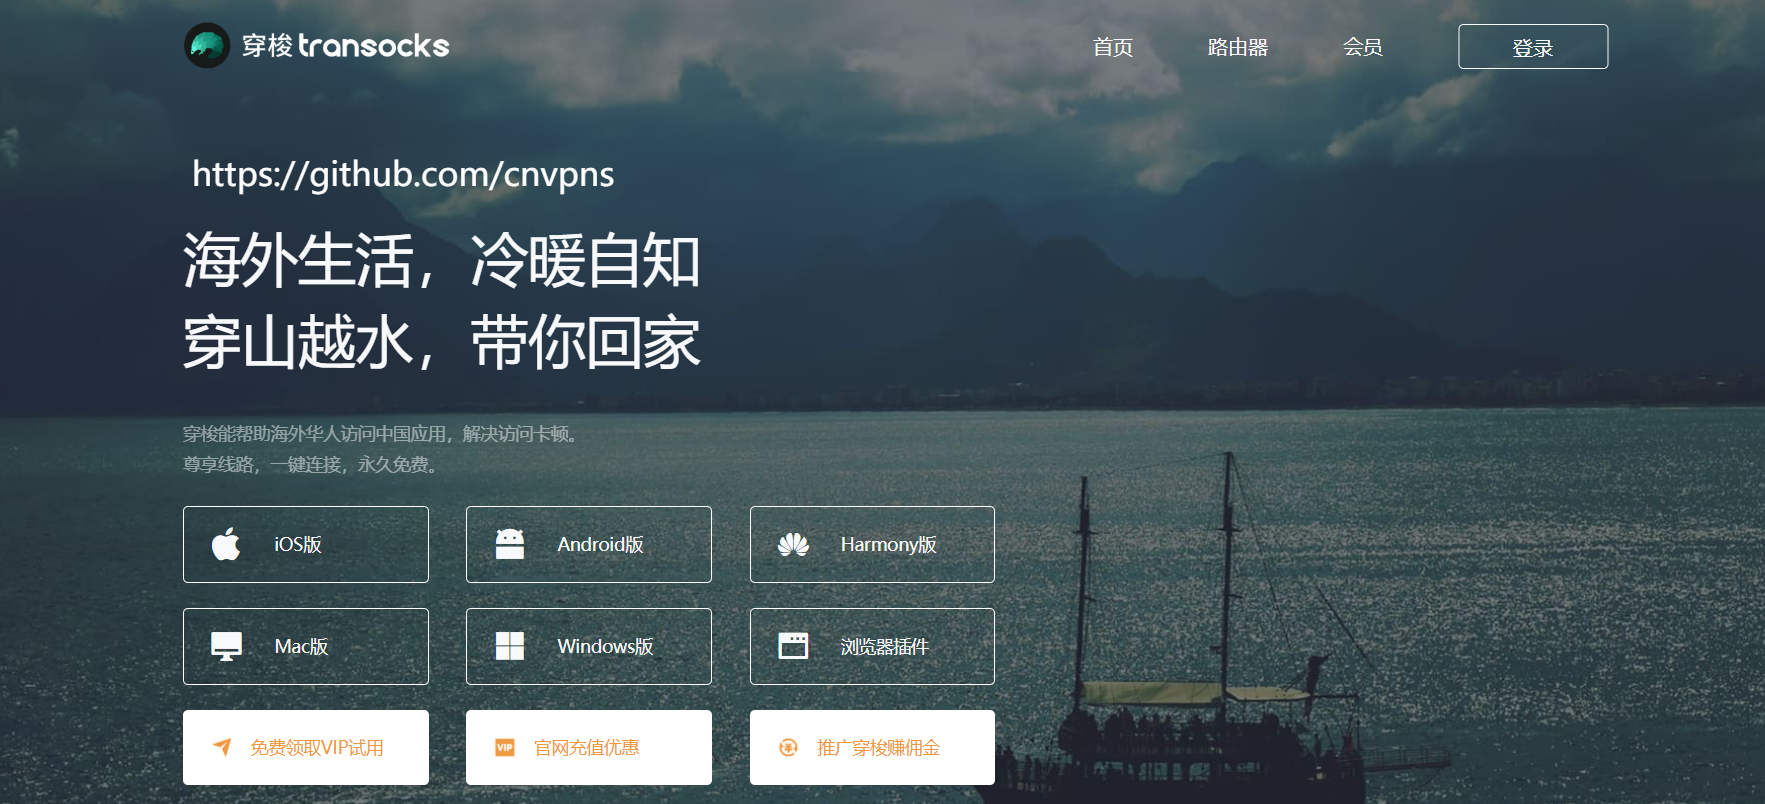 穿梭 transocks
首页 路由器 会员 登录
https://github.com/cnvpns
海外生活，冷暖自知
穿山越水，带你回家
穿梭能帮助海外华人访问中国应用，解决访问卡顿。
尊享线路，一键连接，永久免费。
iOS版 Android版 Harmony版
Mac版 Windows版 浏览器插件
免费领取VIP试用 VIP 官网充值优惠 推广穿梭赚佣金